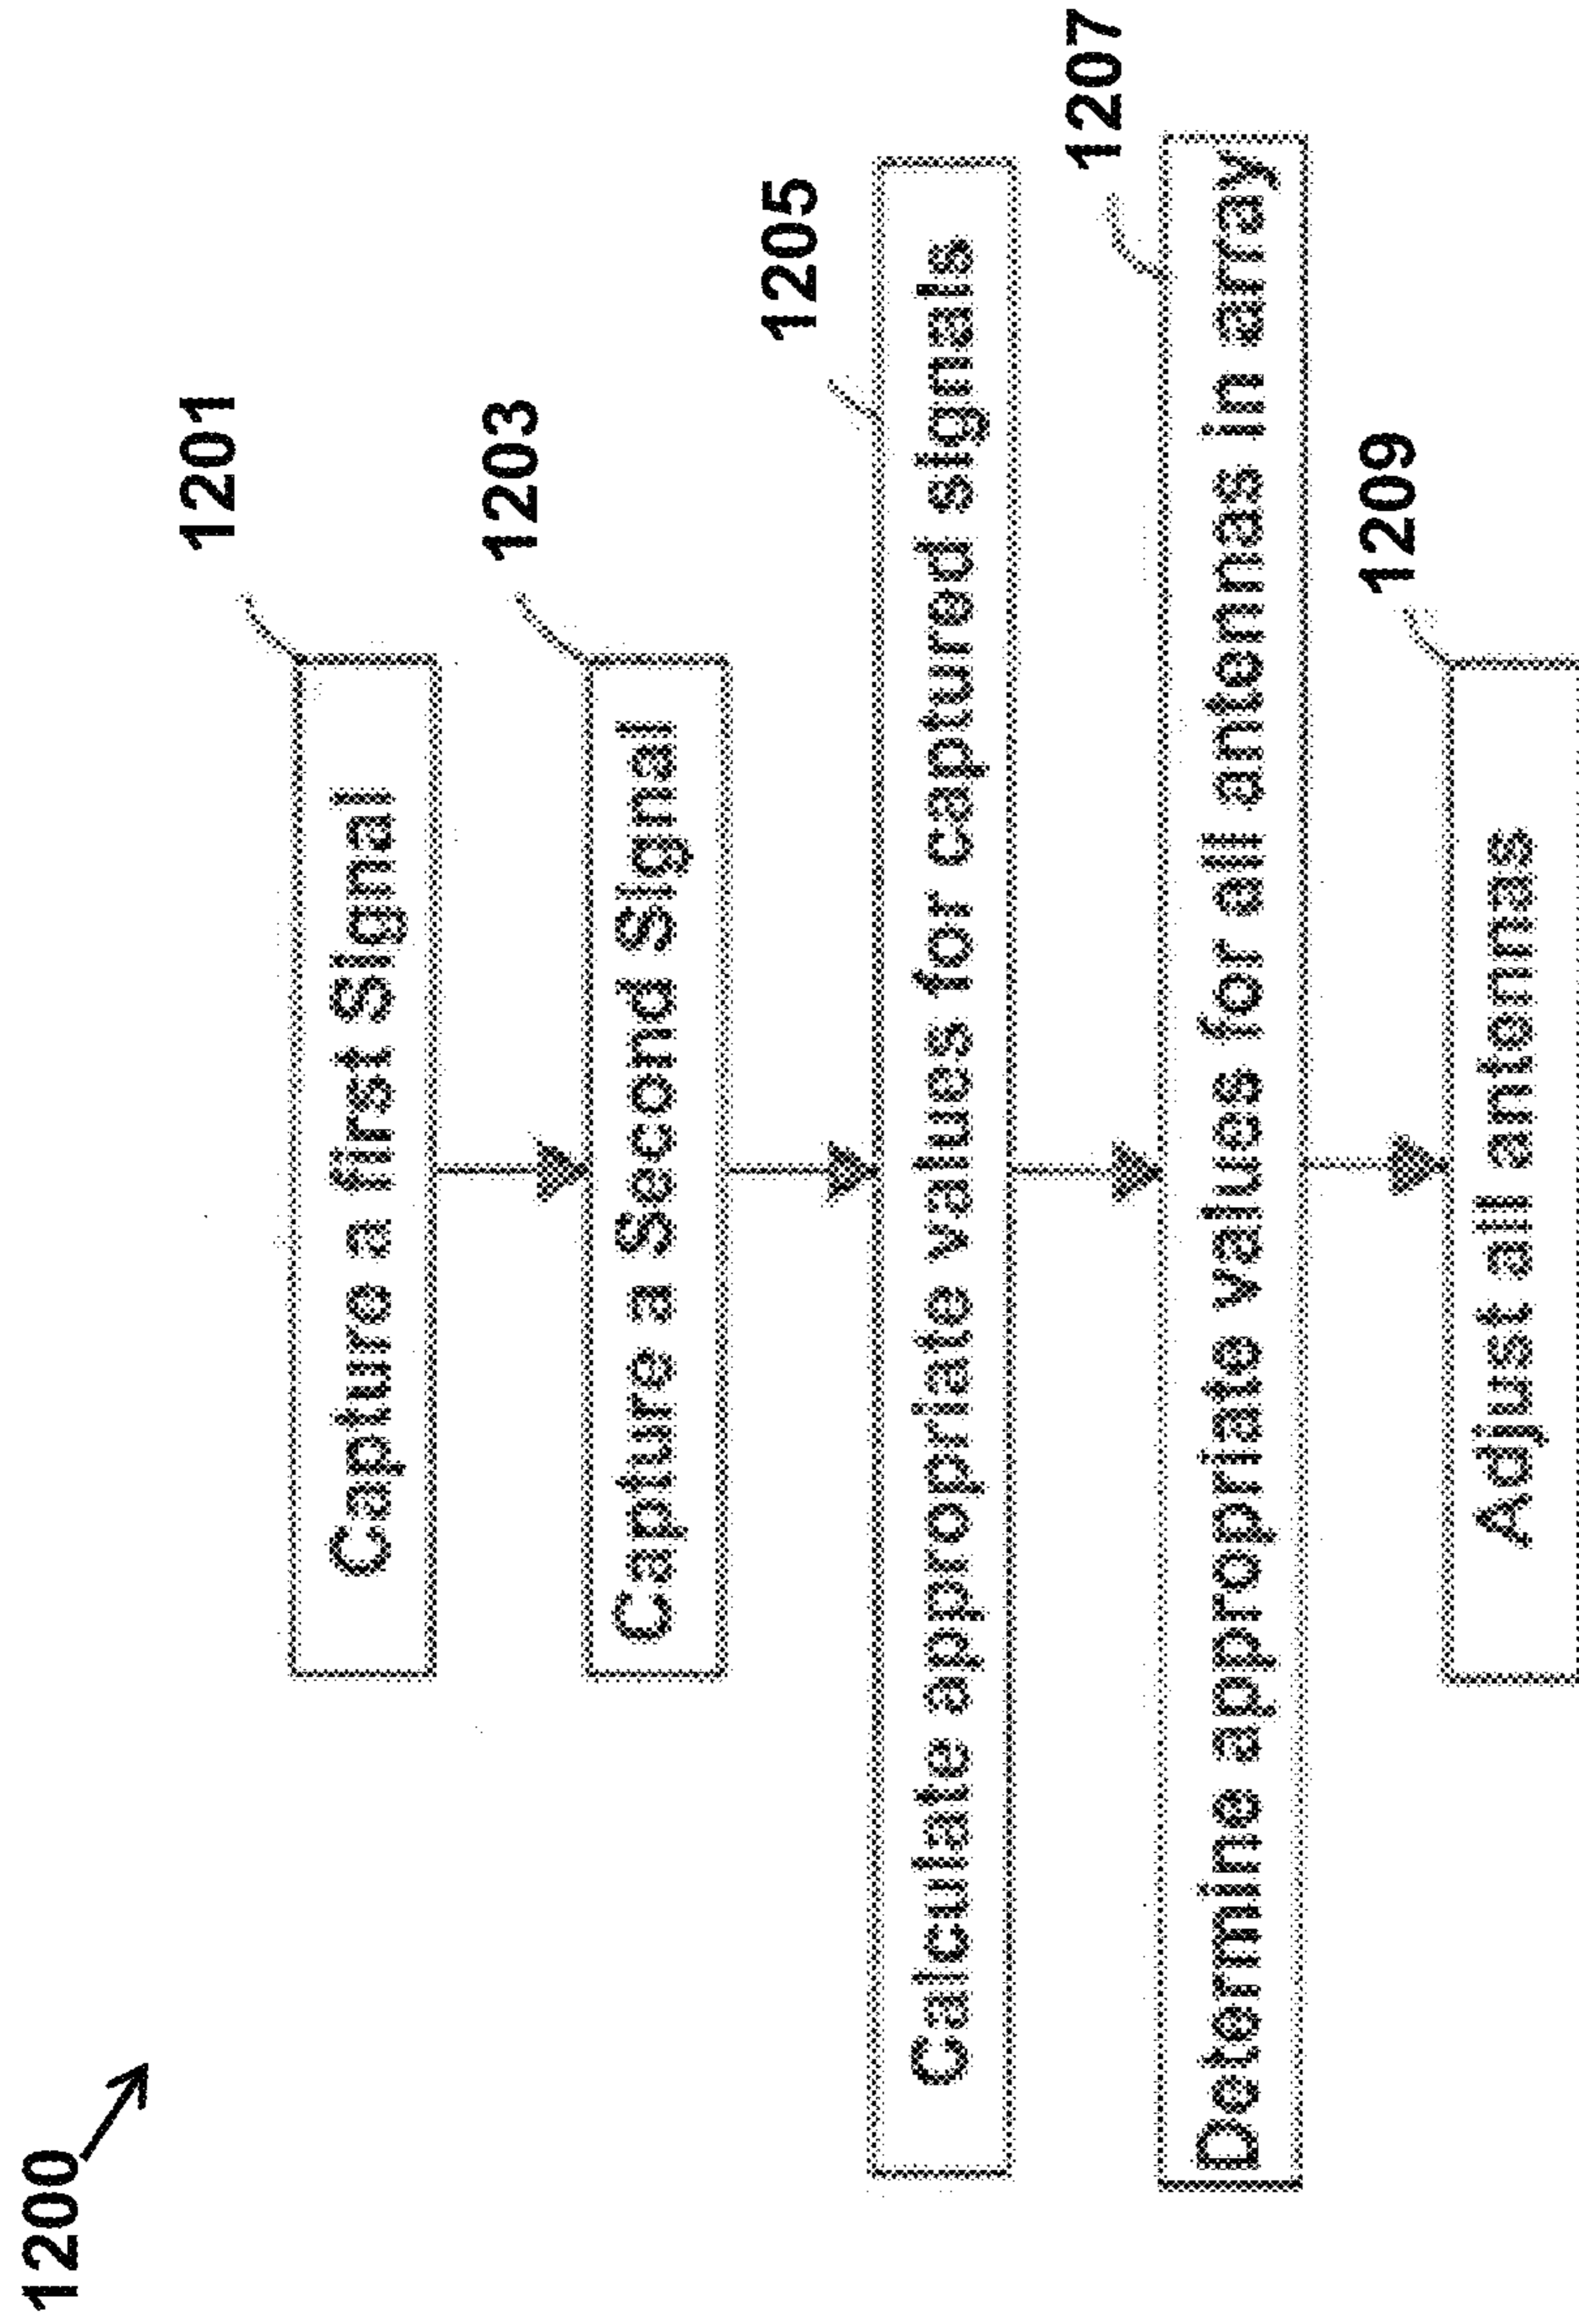 1200
1201
Capture a first Signal
1203
Capture a Second Signal
1205
Calculate appropriate values for captured signals
1207
Determine appropriate values for all antennas in array
1209
Adjust all antennas